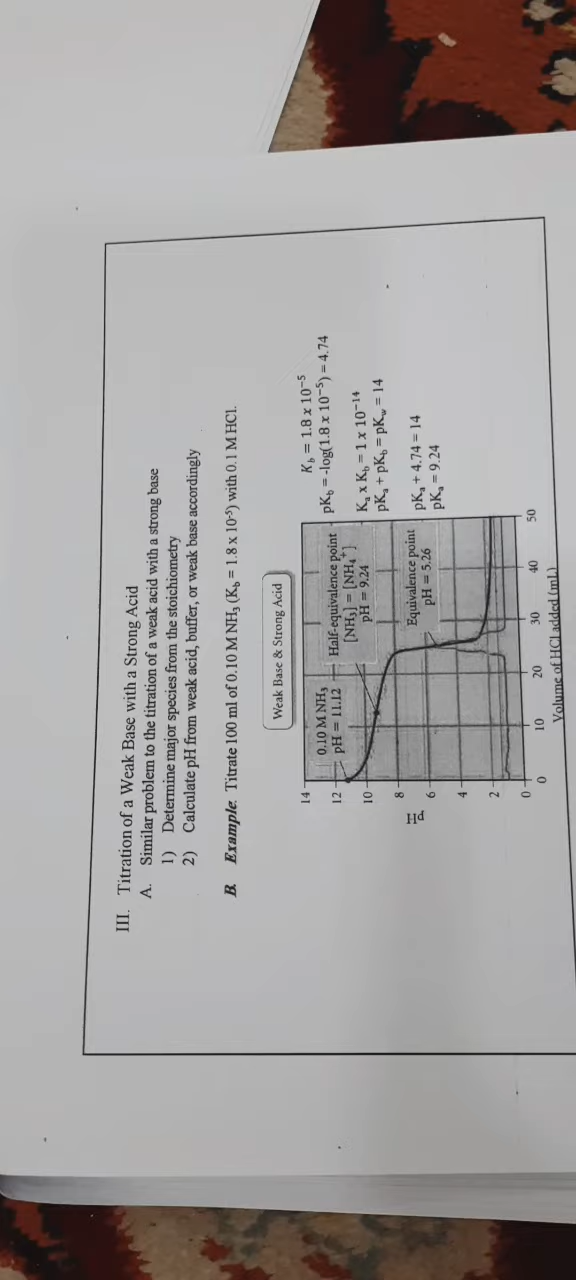 III. Titration of a Weak Base with a Strong Acid
A. Similar problem to the titration of a weak acid with a strong base
1) Determine major species from the stoichiometry
2) Calculate pH from weak acid, buffer, or weak base accordingly
B. Example. Titrate 100 ml of 0.10 M NH₃ (K_b = 1.8 x 10⁻⁵) with 0.1 M HCl.
Weak Base & Strong Acid
14
12
10
8
6
4
2
0
pH
0.10 M NH₃
pH = 11.12
Half-equivalence point
[NH₃] = [NH₄⁺]
pH = 9.24
Equivalence point
pH = 5.26
0 10 20 30 40 50
Volume of HCl added (mL)
K_b = 1.8 x 10⁻⁵
pK_b = -log(1.8 x 10⁻⁵) = 4.74
K_a x K_b = 1 x 10⁻¹⁴
pK_a + pK_b = pK_w = 14
pK_a + 4.74 = 14
pK_a = 9.24